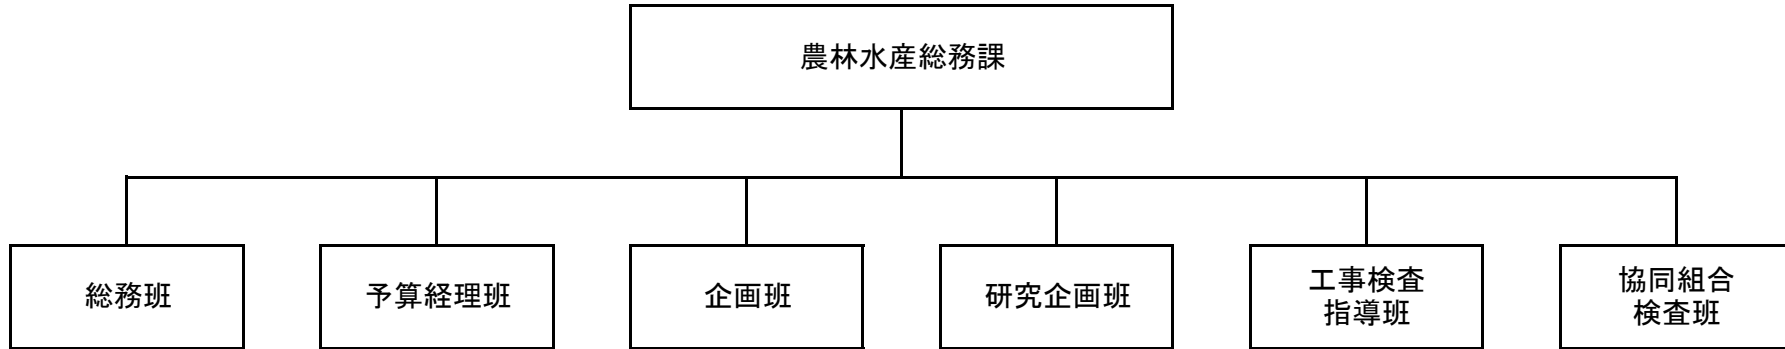 農林水産総務課
総務班
予算経理班
企画班
研究企画班
工事検査
指導班
協同組合
検査班